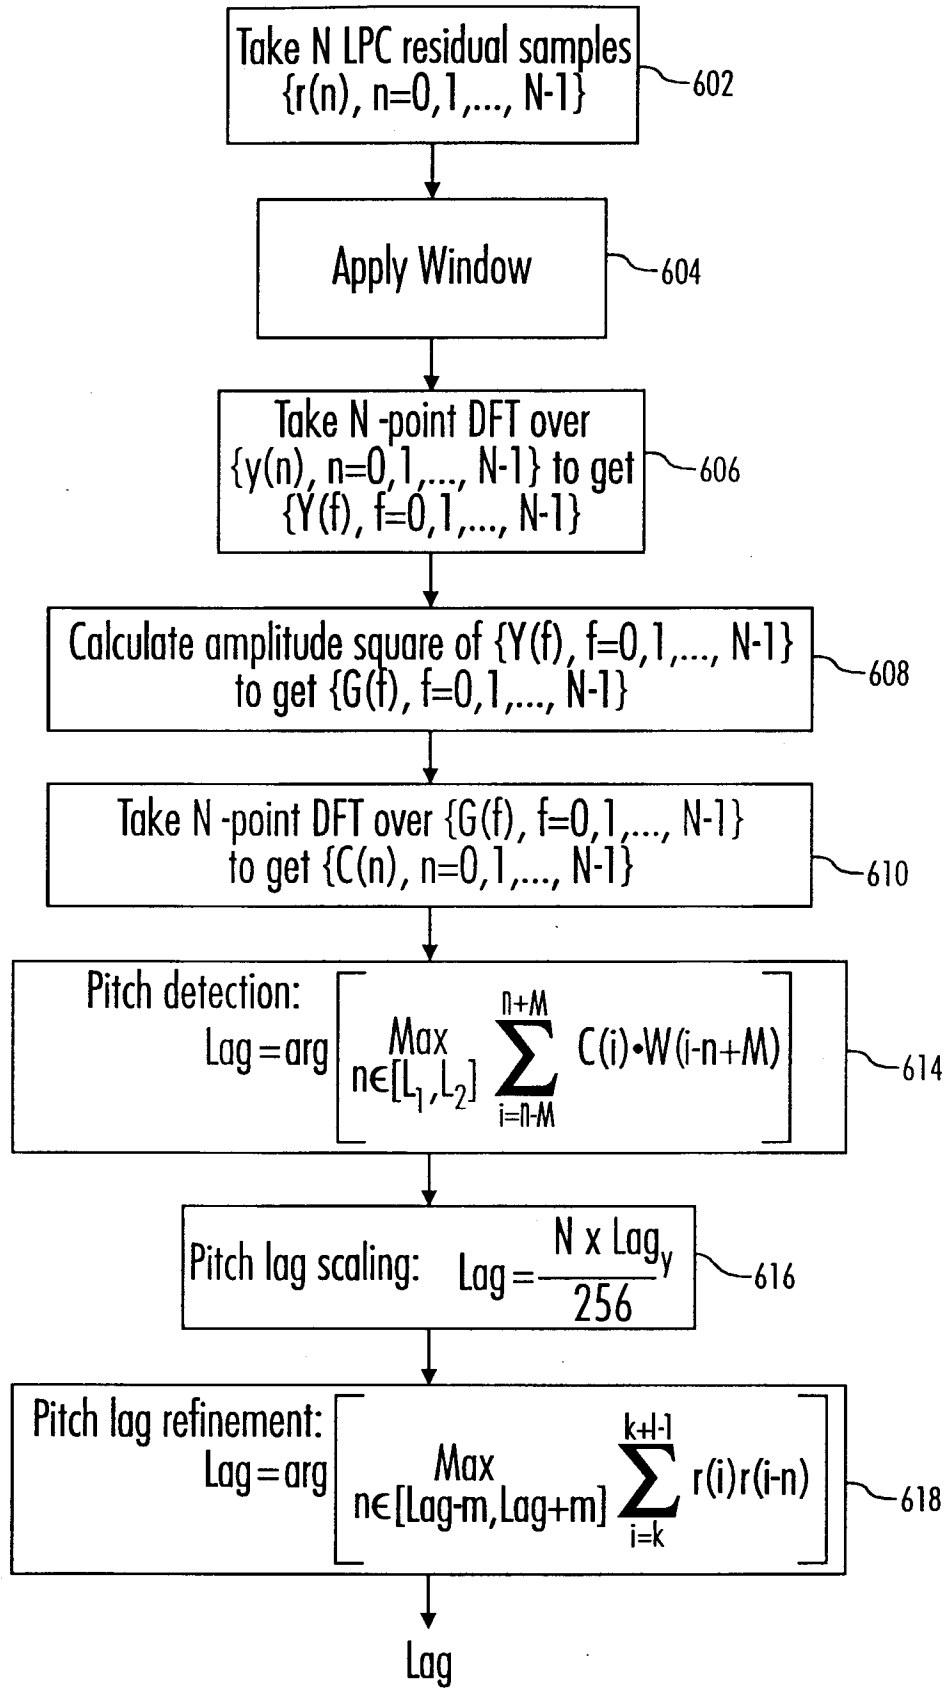 Take N LPC residual samples
{r(n), n=0,1,..., N-1}
602
Apply Window
604
Take N -point DFT over
{y(n), n=0,1,..., N-1} to get
{Y(f), f=0,1,..., N-1}
606
Calculate amplitude square of {Y(f), f=0,1,..., N-1}
to get {G(f), f=0,1,..., N-1}
608
Take N -point DFT over {G(f), f=0,1,..., N-1}
to get {C(n), n=0,1,..., N-1}
610
Pitch detection:
Lag = arg [ Max n∈[L₁,L₂] ∑ i=n-M n+M C(i)•W(i-n+M) ]
614
Pitch lag scaling: Lag = N x Lag_y / 256
616
Pitch lag refinement:
Lag = arg [ Max n∈[Lag-m,Lag+m] ∑ i=k k+l-1 r(i)r(i-n) ]
618
Lag